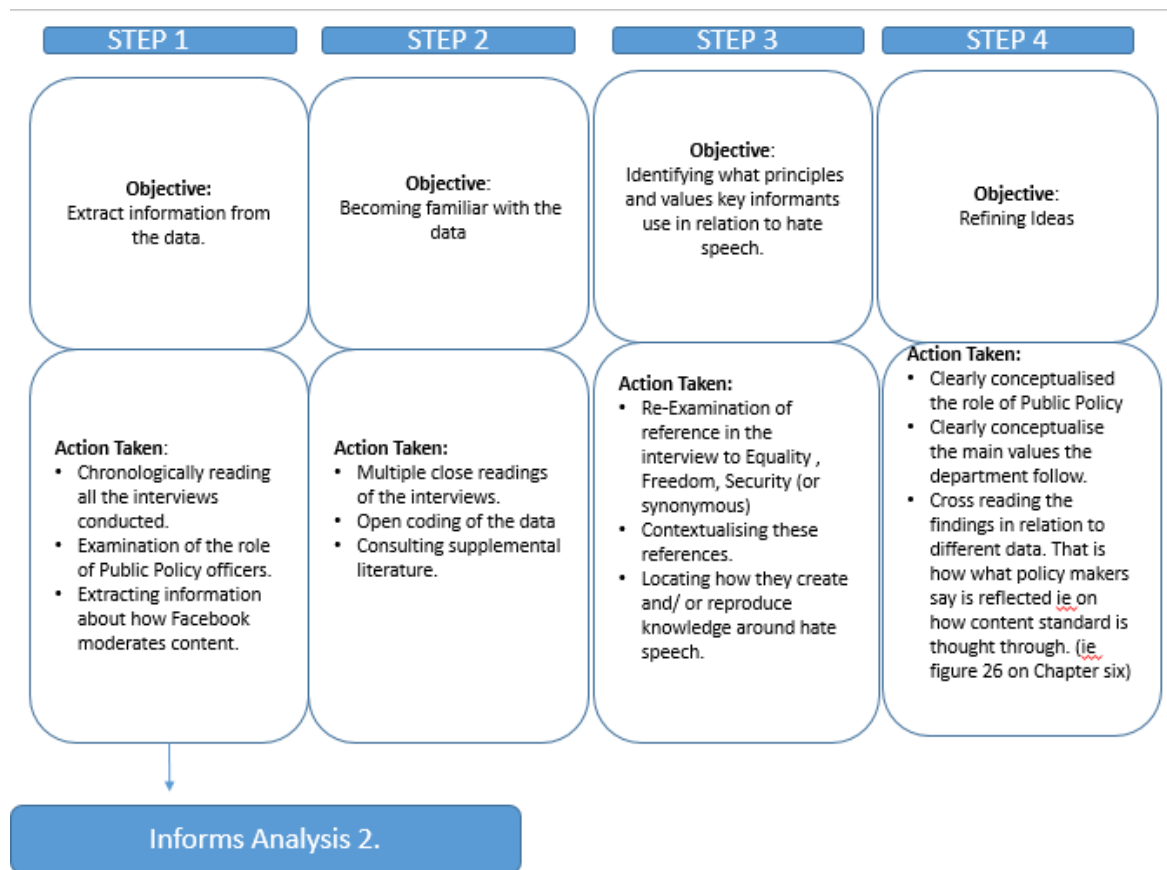 STEP 1
STEP 2
STEP 3
STEP 4
Objective:
Extract information from
the data.
Objective:
Becoming familiar with the
data
Objective:
Identifying what principles
and values key informants
use in relation to hate
speech.
Objective:
Refining Ideas
Action Taken:
• Chronologically reading
all the interviews
conducted.
• Examination of the role
of Public Policy officers.
• Extracting information
about how Facebook
moderates content.
Action Taken:
• Multiple close readings
of the interviews.
• Open coding of the data
• Consulting supplemental
literature.
Action Taken:
• Re-Examination of
reference in the
interview to Equality ,
Freedom, Security (or
synonymous)
• Contextualising these
references.
• Locating how they create
and/ or reproduce
knowledge around hate
speech.
Action Taken:
• Clearly conceptualised
the role of Public Policy
• Clearly conceptualise
the main values the
department follow.
• Cross reading the
findings in relation to
different data. That is
how what policy makers
say is reflected ie on
how content standard is
thought through. (ie
figure 26 on Chapter six)
Informs Analysis 2.